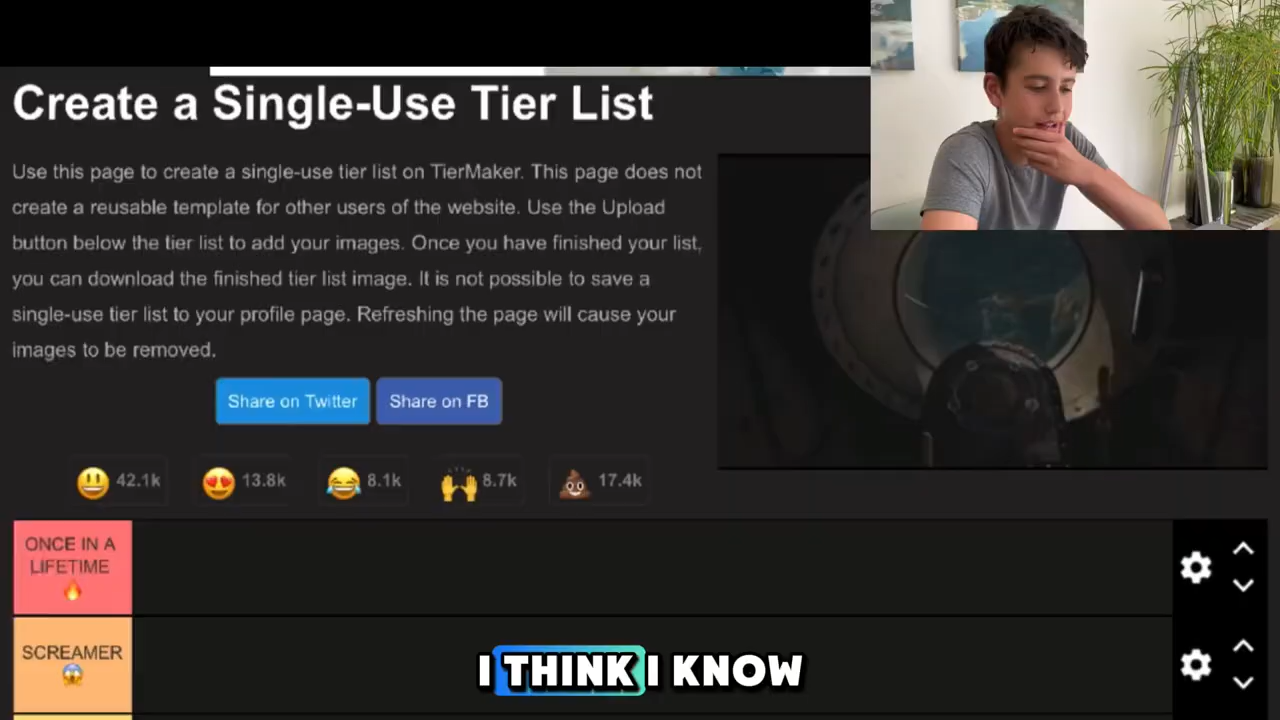 Create a Single-Use Tier List
Use this page to create a single-use tier list on TierMaker. This page does not
create a reusable template for other users of the website. Use the Upload
button below the tier list to add your images. Once you have finished your list,
you can download the finished tier list image. It is not possible to save a
single-use tier list to your profile page. Refreshing the page will cause your
images to be removed.
Share on Twitter Share on FB
😃 42.1k 😍 13.8k 😂 8.1k 🙌 8.7k 💩 17.4k
ONCE IN A
LIFETIME
🔥
SCREAMER
😱
I THINK I KNOW